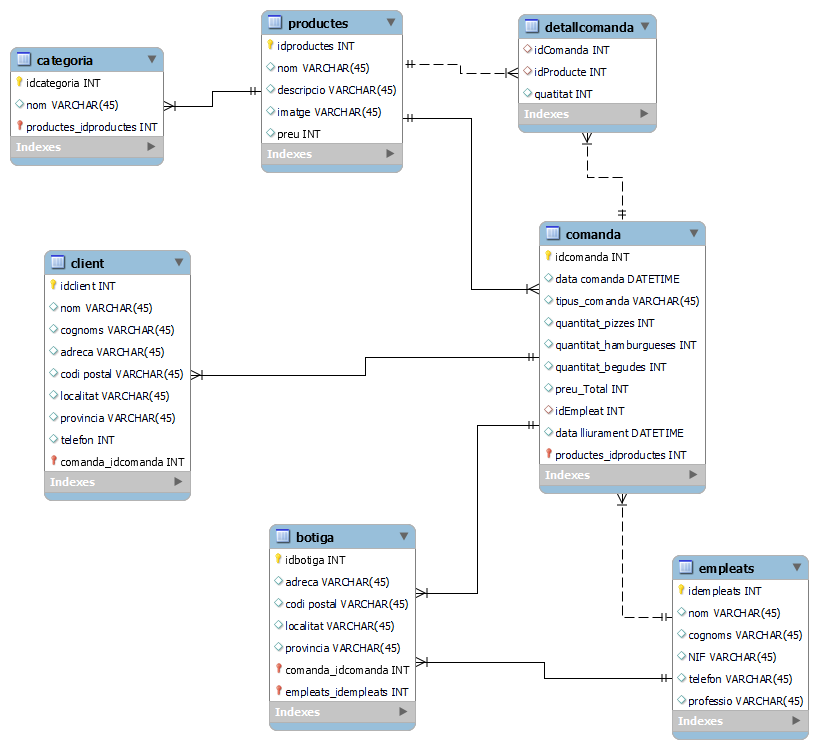 categoria
idcategoria INT
nom VARCHAR(45)
productes_idproductes INT
Indexes
productes
idproductes INT
nom VARCHAR(45)
descripcio VARCHAR(45)
imatge VARCHAR(45)
preu INT
Indexes
detallcomanda
idComanda INT
idProducte INT
quatitat INT
Indexes
client
idclient INT
nom VARCHAR(45)
cognoms VARCHAR(45)
adreca VARCHAR(45)
codi postal VARCHAR(45)
localitat VARCHAR(45)
provincia VARCHAR(45)
telefon INT
comanda_idcomanda INT
Indexes
comanda
idcomanda INT
data comanda DATETIME
tipus_comanda VARCHAR(45)
quantitat_pizzes INT
quantitat_hamburgueses INT
quantitat_begudes INT
preu_Total INT
idEmpleat INT
data lliurament DATETIME
productes_idproductes INT
Indexes
botiga
idbotiga INT
adreca VARCHAR(45)
codi postal VARCHAR(45)
localitat VARCHAR(45)
provincia VARCHAR(45)
comanda_idcomanda INT
empleats_idempleats INT
Indexes
empleats
idempleats INT
nom VARCHAR(45)
cognoms VARCHAR(45)
NIF VARCHAR(45)
telefon VARCHAR(45)
professio VARCHAR(45)
Indexes